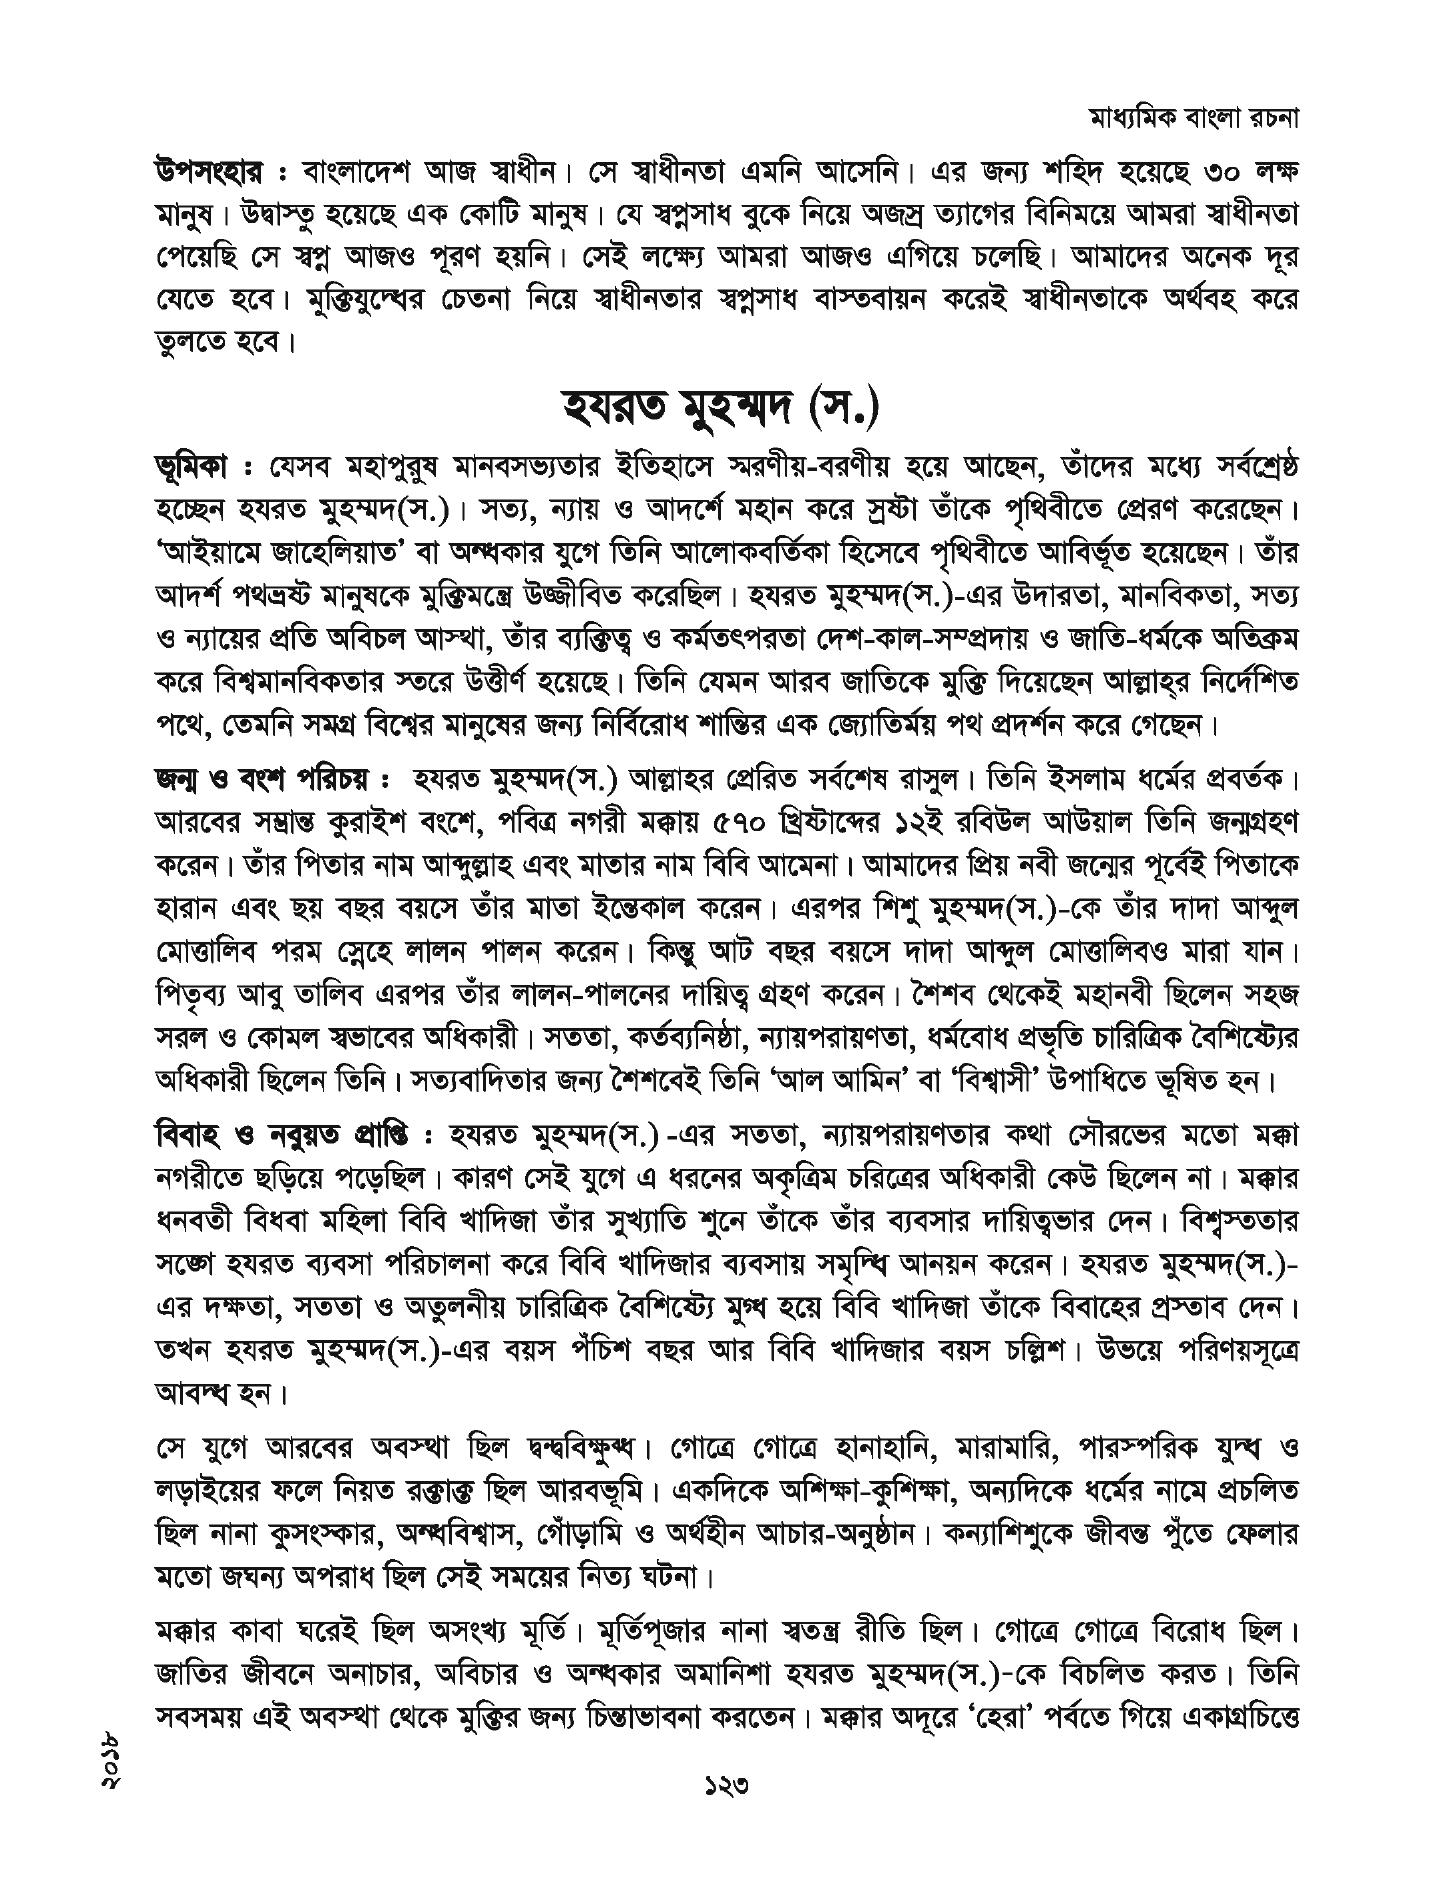 মাধ্যমিক বাংলা রচনা
উপসংহার : বাংলাদেশ আজ স্বাধীন। সে স্বাধীনতা এমনি আসেনি। এর জন্য শহিদ হয়েছে ৩০ লক্ষ
মানুষ। উদ্বাস্তু হয়েছে এক কোটি মানুষ। যে স্বপ্নসাধ বুকে নিয়ে অজস্র ত্যাগের বিনিময়ে আমরা স্বাধীনতা
পেয়েছি সে স্বপ্ন আজও পূরণ হয়নি। সেই লক্ষ্যে আমরা আজও এগিয়ে চলেছি। আমাদের অনেক দূর
যেতে হবে। মুক্তিযুদ্ধের চেতনা নিয়ে স্বাধীনতার স্বপ্নসাধ বাস্তবায়ন করেই স্বাধীনতাকে অর্থবহ করে
তুলতে হবে।
হযরত মুহম্মদ (স.)
ভূমিকা : যেসব মহাপুরুষ মানবসভ্যতার ইতিহাসে স্মরণীয়-বরণীয় হয়ে আছেন, তাঁদের মধ্যে সর্বশ্রেষ্ঠ
হচ্ছেন হযরত মুহম্মদ(স.)। সত্য, ন্যায় ও আদর্শে মহান করে স্রষ্টা তাঁকে পৃথিবীতে প্রেরণ করেছেন।
‘আইয়ামে জাহেলিয়াত’ বা অন্ধকার যুগে তিনি আলোকবর্তিকা হিসেবে পৃথিবীতে আবির্ভূত হয়েছেন। তাঁর
আদর্শ পথভ্রষ্ট মানুষকে মুক্তিমন্ত্রে উজ্জীবিত করেছিল। হযরত মুহম্মদ(স.)-এর উদারতা, মানবিকতা, সত্য
ও ন্যায়ের প্রতি অবিচল আস্থা, তাঁর ব্যক্তিত্ব ও কর্মতৎপরতা দেশ-কাল-সম্প্রদায় ও জাতি-ধর্মকে অতিক্রম
করে বিশ্বমানবিকতার স্তরে উত্তীর্ণ হয়েছে। তিনি যেমন আরব জাতিকে মুক্তি দিয়েছেন আল্লাহ্‌র নির্দেশিত
পথে, তেমনি সমগ্র বিশ্বের মানুষের জন্য নির্বিরোধ শান্তির এক জ্যোতির্ময় পথ প্রদর্শন করে গেছেন।
জন্ম ও বংশ পরিচয় : হযরত মুহম্মদ(স.) আল্লাহর প্রেরিত সর্বশেষ রাসুল। তিনি ইসলাম ধর্মের প্রবর্তক।
আরবের সম্ভ্রান্ত কুরাইশ বংশে, পবিত্র নগরী মক্কায় ৫৭০ খ্রিষ্টাব্দের ১২ই রবিউল আউয়াল তিনি জন্মগ্রহণ
করেন। তাঁর পিতার নাম আব্দুল্লাহ এবং মাতার নাম বিবি আমেনা। আমাদের প্রিয় নবী জন্মের পূর্বেই পিতাকে
হারান এবং ছয় বছর বয়সে তাঁর মাতা ইন্তেকাল করেন। এরপর শিশু মুহম্মদ(স.)-কে তাঁর দাদা আব্দুল
মোত্তালিব পরম স্নেহে লালন পালন করেন। কিন্তু আট বছর বয়সে দাদা আব্দুল মোত্তালিবও মারা যান।
পিতৃব্য আবু তালিব এরপর তাঁর লালন-পালনের দায়িত্ব গ্রহণ করেন। শৈশব থেকেই মহানবী ছিলেন সহজ
সরল ও কোমল স্বভাবের অধিকারী। সততা, কর্তব্যনিষ্ঠা, ন্যায়পরায়ণতা, ধর্মবোধ প্রভৃতি চারিত্রিক বৈশিষ্ট্যের
অধিকারী ছিলেন তিনি। সত্যবাদিতার জন্য শৈশবেই তিনি ‘আল আমিন’ বা ‘বিশ্বাসী’ উপাধিতে ভূষিত হন।
বিবাহ ও নবুয়ত প্রাপ্তি : হযরত মুহম্মদ(স.) -এর সততা, ন্যায়পরায়ণতার কথা সৌরভের মতো মক্কা
নগরীতে ছড়িয়ে পড়েছিল। কারণ সেই যুগে এ ধরনের অকৃত্রিম চরিত্রের অধিকারী কেউ ছিলেন না। মক্কার
ধনবতী বিধবা মহিলা বিবি খাদিজা তাঁর সুখ্যাতি শুনে তাঁকে তাঁর ব্যবসার দায়িত্বভার দেন। বিশ্বস্ততার
সঙ্গে হযরত ব্যবসা পরিচালনা করে বিবি খাদিজার ব্যবসায় সমৃদ্ধি আনয়ন করেন। হযরত মুহম্মদ(স.)-
এর দক্ষতা, সততা ও অতুলনীয় চারিত্রিক বৈশিষ্ট্যে মুগ্ধ হয়ে বিবি খাদিজা তাঁকে বিবাহের প্রস্তাব দেন।
তখন হযরত মুহম্মদ(স.)-এর বয়স পঁচিশ বছর আর বিবি খাদিজার বয়স চল্লিশ। উভয়ে পরিণয়সূত্রে
আবদ্ধ হন।
সে যুগে আরবের অবস্থা ছিল দ্বন্দ্ববিক্ষুব্ধ। গোত্রে গোত্রে হানাহানি, মারামারি, পারস্পরিক যুদ্ধ ও
লড়াইয়ের ফলে নিয়ত রক্তাক্ত ছিল আরবভূমি। একদিকে অশিক্ষা-কুশিক্ষা, অন্যদিকে ধর্মের নামে প্রচলিত
ছিল নানা কুসংস্কার, অন্ধবিশ্বাস, গোঁড়ামি ও অর্থহীন আচার-অনুষ্ঠান। কন্যাশিশুকে জীবন্ত পুঁতে ফেলার
মতো জঘন্য অপরাধ ছিল সেই সময়ের নিত্য ঘটনা।
মক্কার কাবা ঘরেই ছিল অসংখ্য মূর্তি। মূর্তিপূজার নানা স্বতন্ত্র রীতি ছিল। গোত্রে গোত্রে বিরোধ ছিল।
জাতির জীবনে অনাচার, অবিচার ও অন্ধকার অমানিশা হযরত মুহম্মদ(স.)-কে বিচলিত করত। তিনি
সবসময় এই অবস্থা থেকে মুক্তির জন্য চিন্তাভাবনা করতেন। মক্কার অদূরে ‘হেরা’ পর্বতে গিয়ে একাগ্রচিত্তে
২০১৮
১২৩